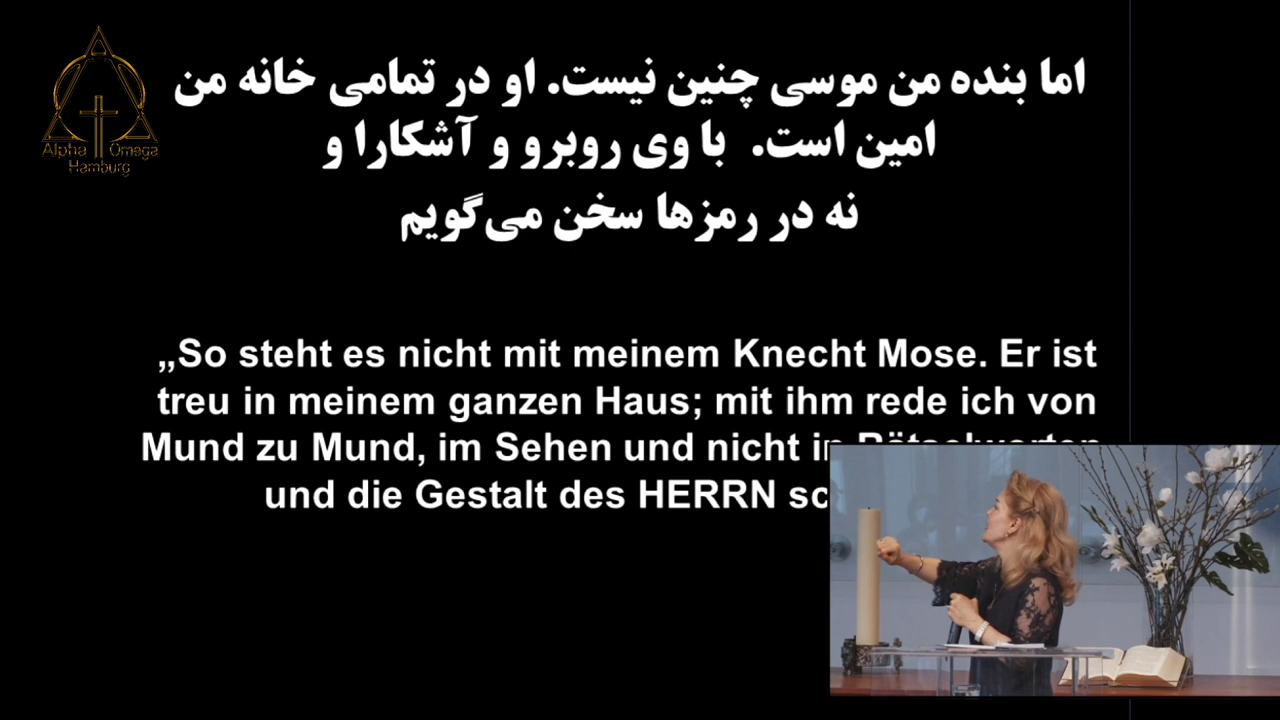 Alpha Omega
Hamburg
اما بنده من موسی چنین نیست. او در تمامی خانه من
امین است. با وی روبرو و آشکارا و
نه در رمزها سخن می‌گویم
„So steht es nicht mit meinem Knecht Mose. Er ist
treu in meinem ganzen Haus; mit ihm rede ich von
Mund zu Mund, im Sehen und nicht in
und die Gestalt des HERRN